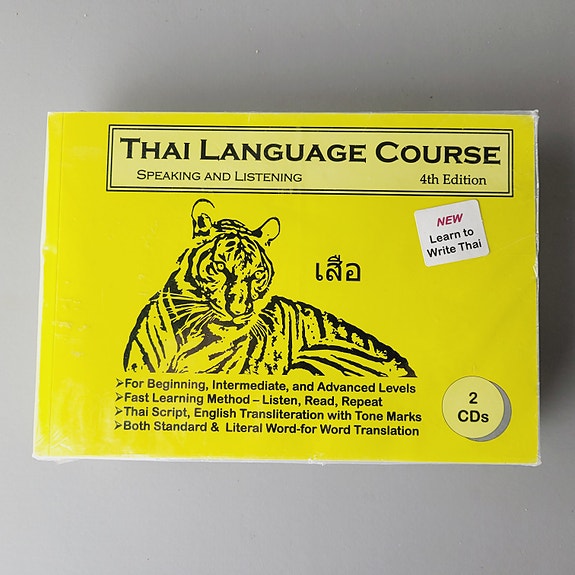 THAI LANGUAGE COURSE
SPEAKING AND LISTENING
4th Edition
NEW
Learn to
Write Thai
เสือ
➢For Beginning, Intermediate, and Advanced Levels
➢Fast Learning Method – Listen, Read, Repeat
➢Thai Script, English Transliteration with Tone Marks
➢Both Standard & Literal Word-for Word Translation
2
CDs